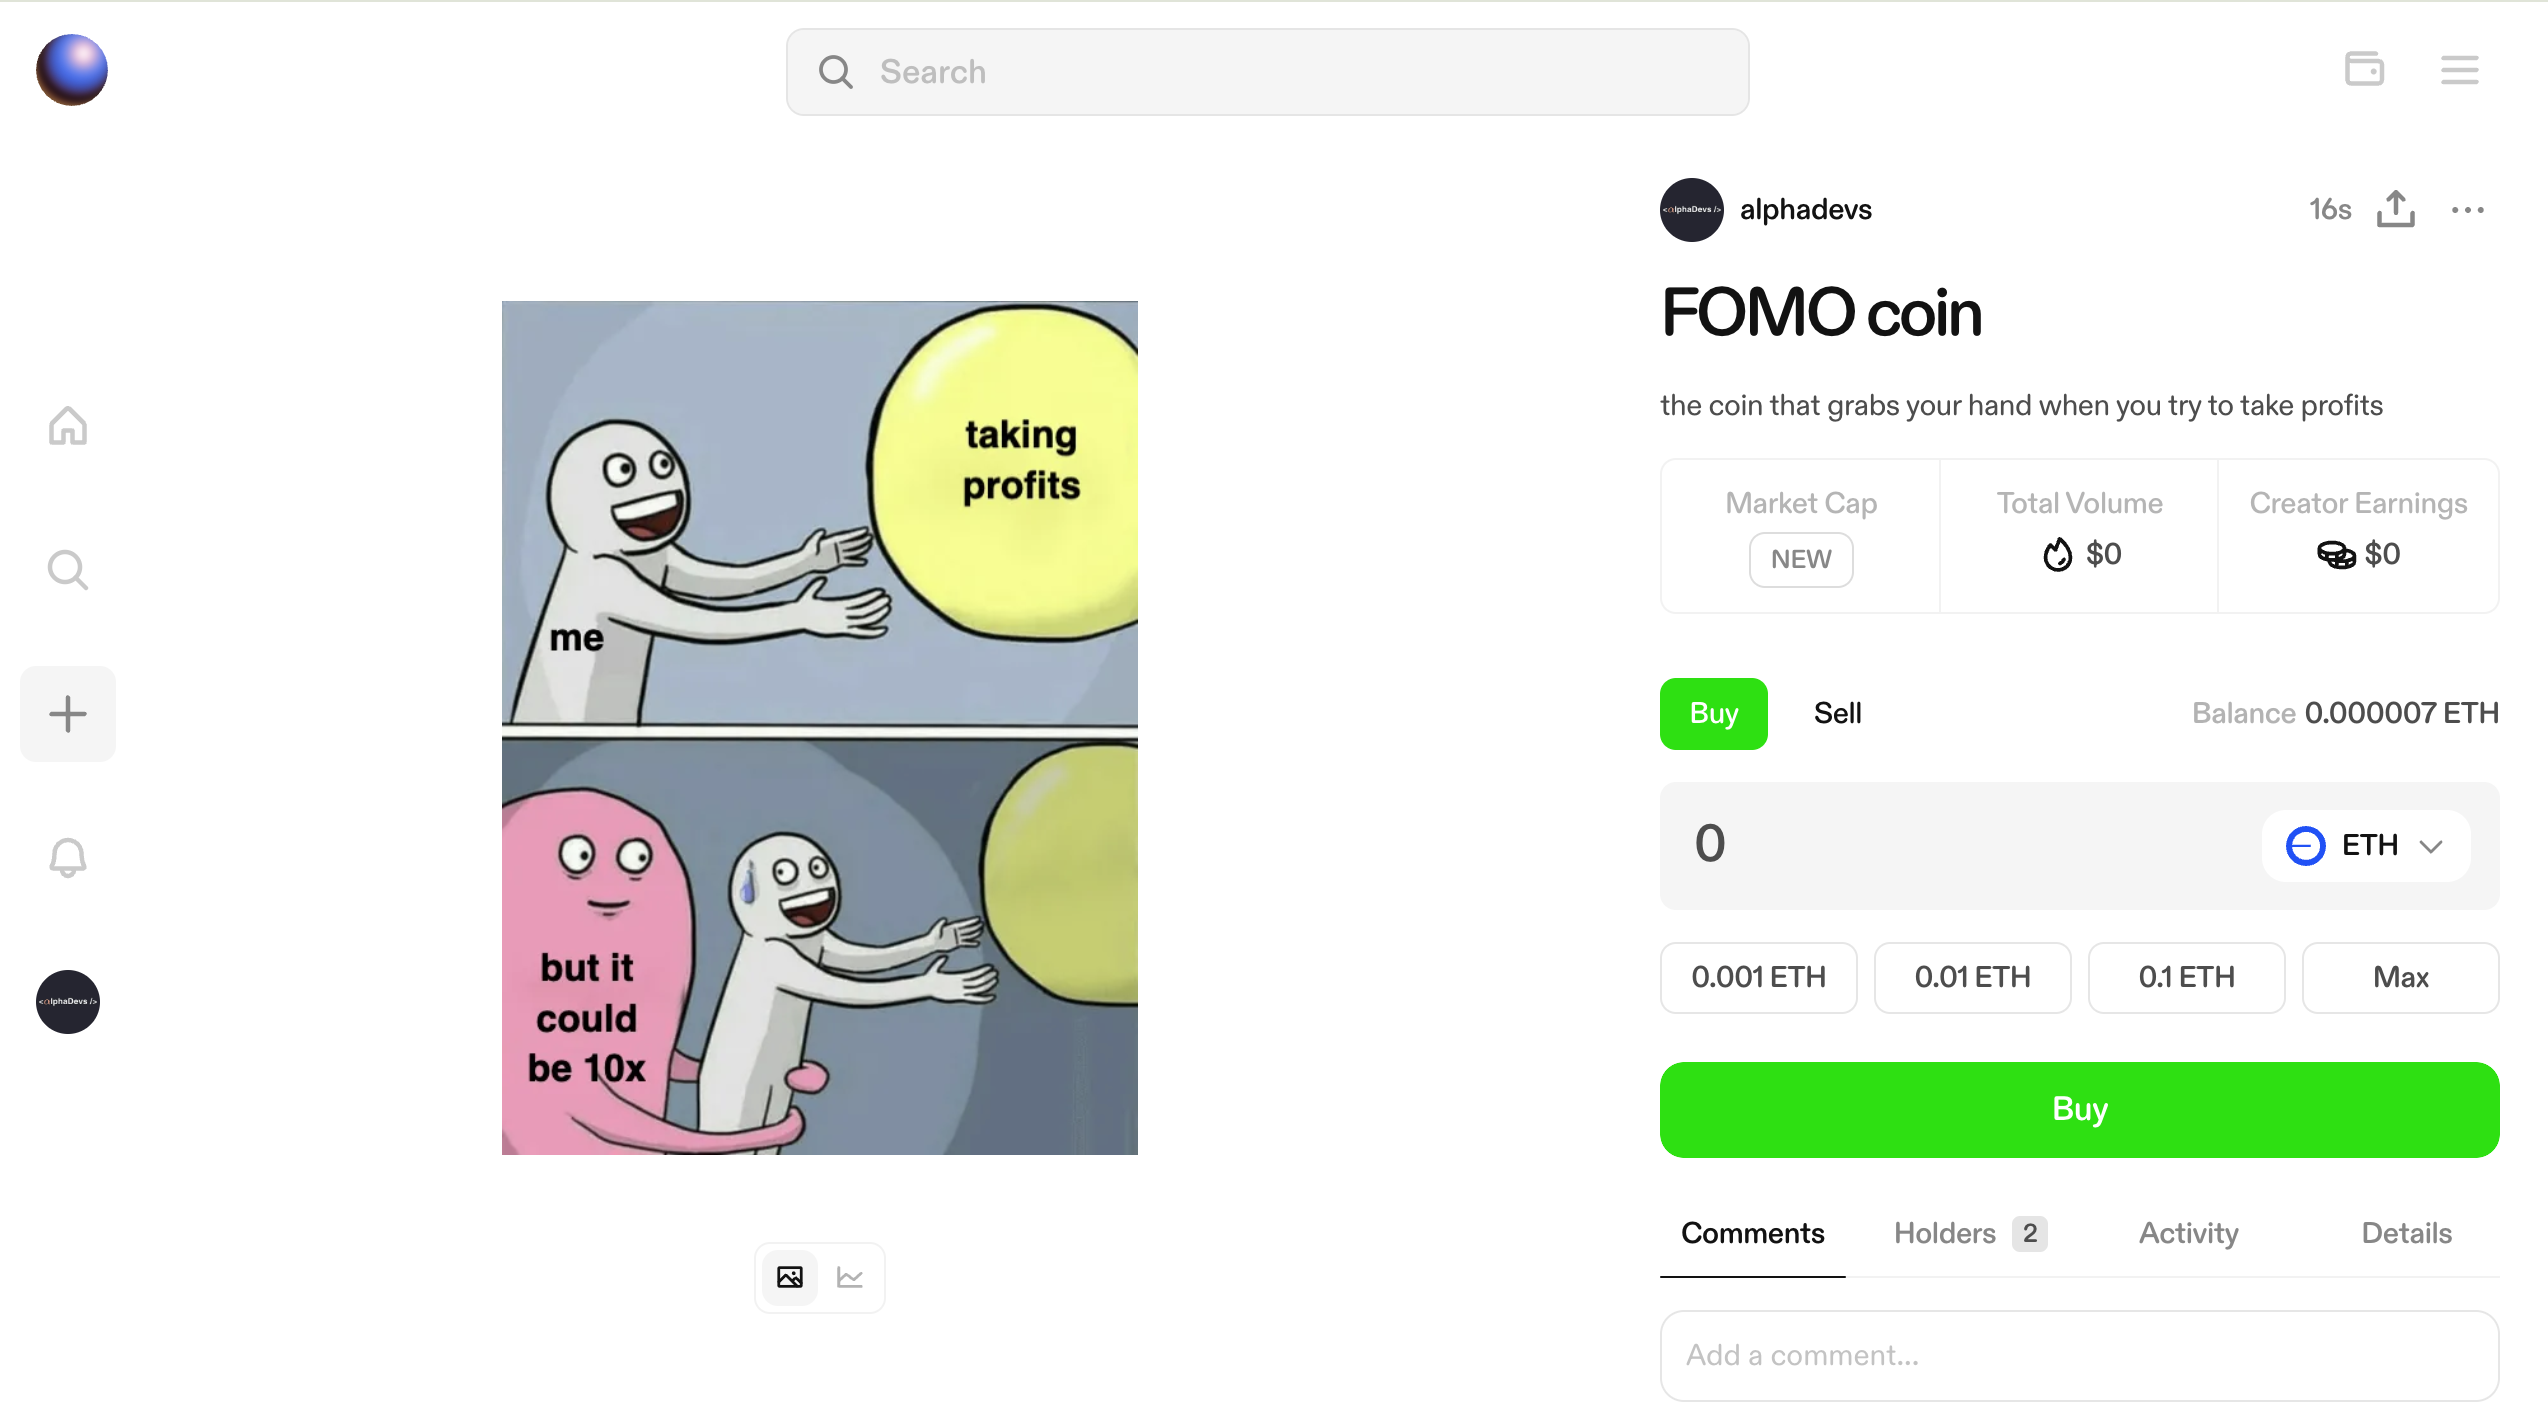 Search
alphadevs
16s
FOMO coin
the coin that grabs your hand when you try to take profits
Market Cap
NEW
Total Volume
$0
Creator Earnings
$0
Buy
Sell
Balance 0.000007 ETH
0
ETH
0.001 ETH
0.01 ETH
0.1 ETH
Max
Buy
Comments
Holders 2
Activity
Details
Add a comment...
taking
profits
me
but it
could
be 10x
<αlphaDevs />
<αlphaDevs />